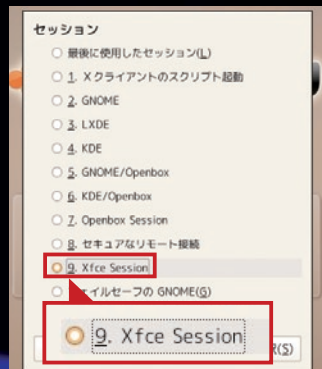 セッション
最後に使用したセッション(L)
1. Xクライアントのスクリプト起動
2. GNOME
3. LXDE
4. KDE
5. GNOME/Openbox
6. KDE/Openbox
7. Openbox Session
8. セキュアなリモート接続
9. Xfce Session
イルセーフの GNOME(G)
9. Xfce Session
(S)